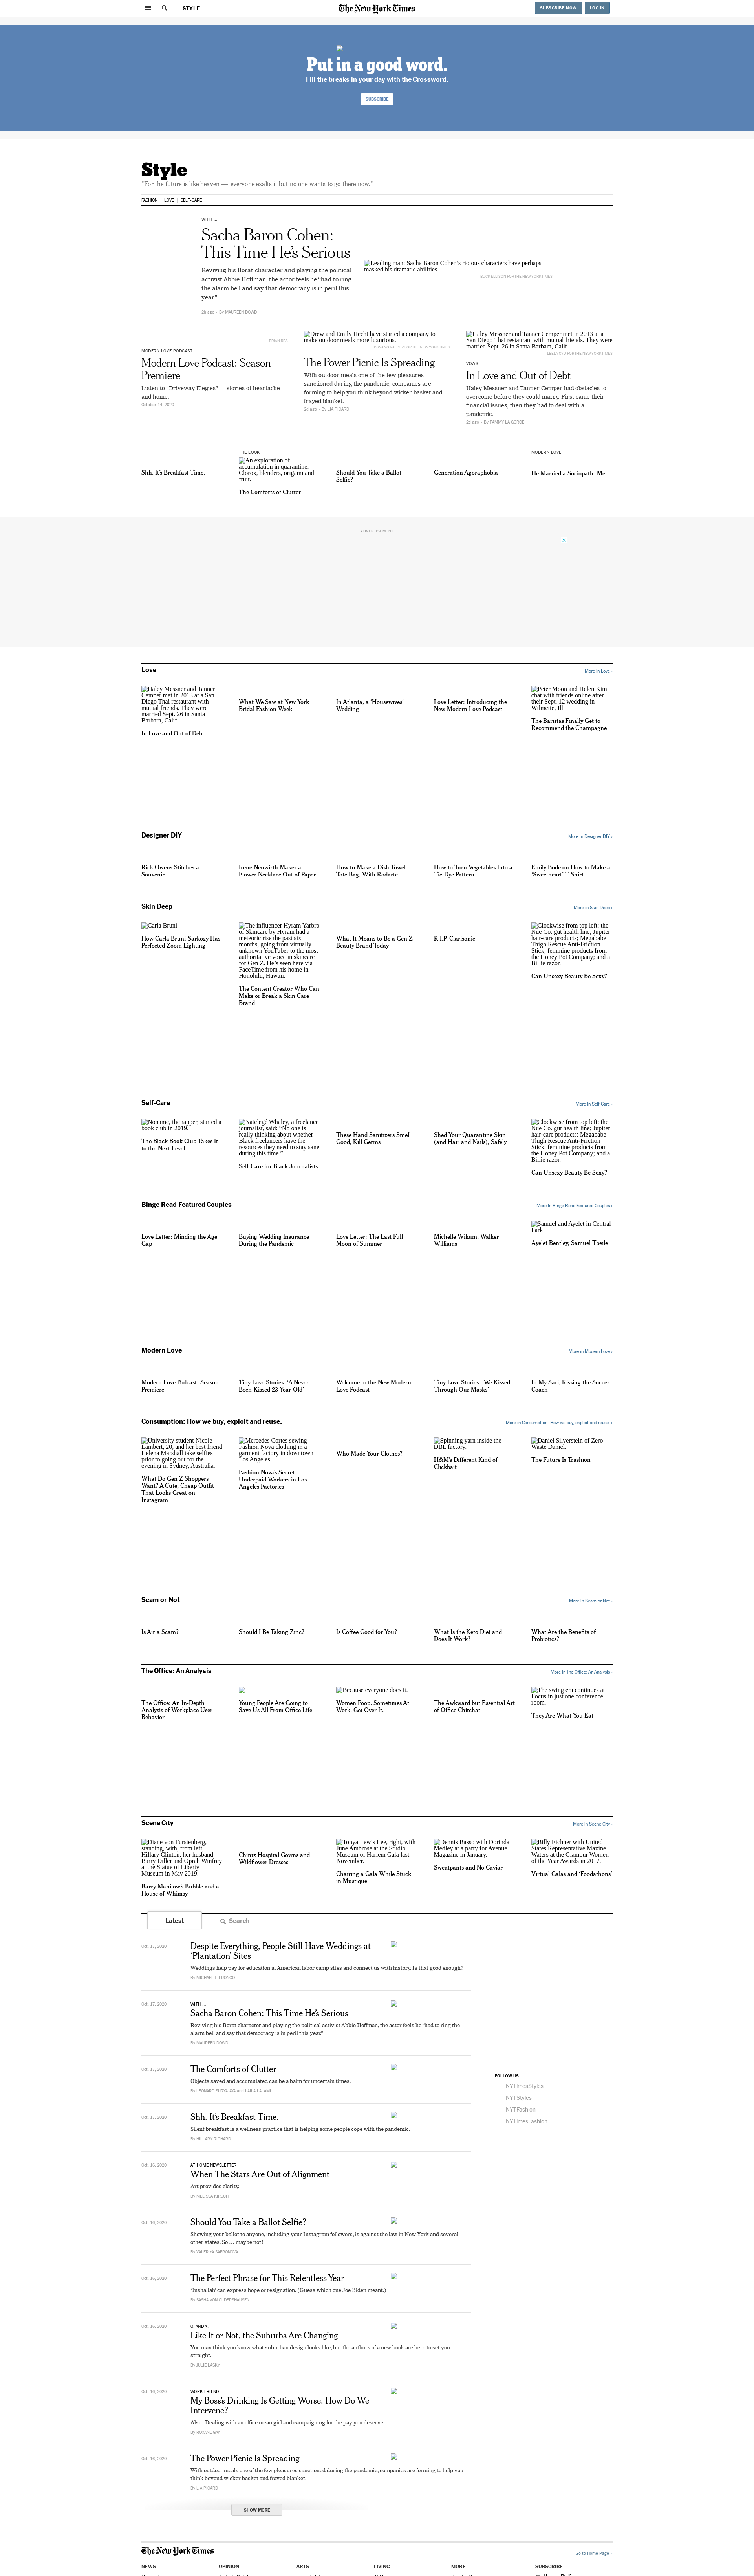 STYLE
The New York Times
SUBSCRIBE NOW
LOG IN
Put in a good word.
Fill the breaks in your day with the Crossword.
SUBSCRIBE
Style
“For the future is like heaven — everyone exalts it but no one wants to go there now.”
FASHION
LOVE
SELF-CARE
WITH ...
Sacha Baron Cohen:
This Time He’s Serious
Reviving his Borat character and playing the political
activist Abbie Hoffman, the actor feels he “had to ring
the alarm bell and say that democracy is in peril this
year.”
By MAUREEN DOWD
Leading man: Sacha Baron Cohen’s riotous characters have perhaps
masked his dramatic abilities.
MODERN LOVE PODCAST
Modern Love Podcast: Season
Premiere
Listen to “Driveway Elegies” — stories of heartache
and home.
October 14, 2020
Drew and Emily Hecht have started a company to
make outdoor meals more luxurious.
The Power Picnic Is Spreading
With outdoor meals one of the few pleasures
sanctioned during the pandemic, companies are
forming to help you think beyond wicker basket and
frayed blanket.
By LIA PICARD
Haley Messner and Tanner Cemper met in 2013 at a
San Diego Thai restaurant with mutual friends. They were
married Sept. 26 in Santa Barbara, Calif.
VOWS
In Love and Out of Debt
Haley Messner and Tanner Cemper had obstacles to
overcome before they could marry. First came their
financial issues, then they had to deal with a
pandemic.
By TAMMY LA GORCE
Shh. It’s Breakfast Time.
THE LOOK
An exploration of
accumulation in quarantine:
Clorox, blenders, origami and
fruit.
The Comforts of Clutter
Should You Take a Ballot
Selfie?
Generation Agoraphobia
MODERN LOVE
He Married a Sociopath: Me
ADVERTISEMENT
Love
More in Love ›
Haley Messner and Tanner
Cemper met in 2013 at a San
Diego Thai restaurant with
mutual friends. They were
married Sept. 26 in Santa
Barbara, Calif.
In Love and Out of Debt
What We Saw at New York
Bridal Fashion Week
In Atlanta, a ‘Housewives’
Wedding
Love Letter: Introducing the
New Modern Love Podcast
Peter Moon and Helen Kim
chat with friends online after
their Sept. 12 wedding in
Wilmette, Ill.
The Baristas Finally Get to
Recommend the Champagne
Designer DIY
More in Designer DIY ›
Rick Owens Stitches a
Souvenir
Irene Neuwirth Makes a
Flower Necklace Out of Paper
How to Make a Dish Towel
Tote Bag, With Rodarte
How to Turn Vegetables Into a
Tie-Dye Pattern
Emily Bode on How to Make a
‘Sweetheart’ T-Shirt
Skin Deep
More in Skin Deep ›
Carla Bruni
How Carla Bruni-Sarkozy Has
Perfected Zoom Lighting
The influencer Hyram Yarbro
of Skincare by Hyram had a
meteoric rise the past six
months, going from virtually
unknown YouTuber to the most
authoritative voice in skincare
for Gen Z. He’s seen here via
FaceTime from his home in
Honolulu, Hawaii.
The Content Creator Who Can
Make or Break a Skin Care
Brand
What It Means to Be a Gen Z
Beauty Brand Today
R.I.P. Clarisonic
Clockwise from top left: the
Nue Co. gut health line; Jupiter
hair-care products; Megababe
Thigh Rescue Anti-Friction
Stick; feminine products from
the Honey Pot Company; and a
Billie razor.
Can Unsexy Beauty Be Sexy?
Self-Care
More in Self-Care ›
Noname, the rapper, started a
book club in 2019.
The Black Book Club Takes It
to the Next Level
Natelegé Whaley, a freelance
journalist, said: “No one is
really thinking about whether
Black freelancers have the
resources they need to stay sane
during this time.”
Self-Care for Black Journalists
These Hand Sanitizers Smell
Good, Kill Germs
Shed Your Quarantine Skin
(and Hair and Nails), Safely
Clockwise from top left: the
Nue Co. gut health line; Jupiter
hair-care products; Megababe
Thigh Rescue Anti-Friction
Stick; feminine products from
the Honey Pot Company; and a
Billie razor.
Can Unsexy Beauty Be Sexy?
Binge Read Featured Couples
More in Binge Read Featured Couples ›
Love Letter: Minding the Age
Gap
Buying Wedding Insurance
During the Pandemic
Love Letter: The Last Full
Moon of Summer
Michelle Wikum, Walker
Williams
Samuel and Ayelet in Central
Park
Ayelet Bentley, Samuel Theile
Modern Love
More in Modern Love ›
Modern Love Podcast: Season
Premiere
Tiny Love Stories: ‘A Never-
Been-Kissed 23-Year-Old’
Welcome to the New Modern
Love Podcast
Tiny Love Stories: ‘We Kissed
Through Our Masks’
In My Sari, Kissing the Soccer
Coach
Consumption: How we buy, exploit and reuse.
More in Consumption: How we buy, exploit and reuse. ›
University student Nicole
Lambert, 20, and her best friend
Helena Marshall take selfies
prior to going out for the
evening in Sydney, Australia.
What Do Gen Z Shoppers
Want? A Cute, Cheap Outfit
That Looks Great on
Instagram
Mercedes Cortes sewing
Fashion Nova clothing in a
garment factory in downtown
Los Angeles.
Fashion Nova’s Secret:
Underpaid Workers in Los
Angeles Factories
Who Made Your Clothes?
Spinning yarn inside the
DBL factory.
H&M’s Different Kind of
Clickbait
Daniel Silverstein of Zero
Waste Daniel.
The Future Is Trashion
Scam or Not
More in Scam or Not ›
Is Air a Scam?
Should I Be Taking Zinc?
Is Coffee Good for You?
What Is the Keto Diet and
Does It Work?
What Are the Benefits of
Probiotics?
The Office: An Analysis
More in The Office: An Analysis ›
The Office: An In-Depth
Analysis of Workplace User
Behavior
Young People Are Going to
Save Us All From Office Life
Because everyone does it.
Women Poop. Sometimes At
Work. Get Over It.
The Awkward but Essential Art
of Office Chitchat
The swing era continues at
Focus in just one conference
room.
They Are What You Eat
Scene City
More in Scene City ›
Diane von Furstenberg,
standing, with, from left,
Hillary Clinton, her husband
Barry Diller and Oprah Winfrey
at the Statue of Liberty
Museum in May 2019.
Barry Manilow’s Bubble and a
House of Whimsy
Chintz Hospital Gowns and
Wildflower Dresses
Tonya Lewis Lee, right, with
June Ambrose at the Studio
Museum of Harlem Gala last
November.
Chairing a Gala While Stuck
in Mustique
Dennis Basso with Dorinda
Medley at a party for Avenue
Magazine in January.
Sweatpants and No Caviar
Billy Eichner with United
States Representative Maxine
Waters at the Glamour Women
of the Year Awards in 2017.
Virtual Galas and ‘Foodathons’
Latest
Search
Oct. 17, 2020
Despite Everything, People Still Have Weddings at
‘Plantation’ Sites
Weddings help pay for education at American labor camp sites and connect us with history. Is that good enough?
By MICHAEL T. LUONGO
Oct. 17, 2020
WITH ...
Sacha Baron Cohen: This Time He’s Serious
Reviving his Borat character and playing the political activist Abbie Hoffman, the actor feels he “had to ring the
alarm bell and say that democracy is in peril this year.”
By MAUREEN DOWD
Oct. 17, 2020
The Comforts of Clutter
Objects saved and accumulated can be a balm for uncertain times.
Oct. 17, 2020
Shh. It’s Breakfast Time.
Silent breakfast is a wellness practice that is helping some people cope with the pandemic.
By HILLARY RICHARD
Oct. 16, 2020
AT HOME NEWSLETTER
When The Stars Are Out of Alignment
Art provides clarity.
By MELISSA KIRSCH
Oct. 16, 2020
Should You Take a Ballot Selfie?
Showing your ballot to anyone, including your Instagram followers, is against the law in New York and several
other states. So … maybe not!
By VALERIYA SAFRONOVA
Oct. 16, 2020
The Perfect Phrase for This Relentless Year
‘Inshallah’ can express hope or resignation. (Guess which one Joe Biden meant.)
Oct. 16, 2020
Q. AND A.
Like It or Not, the Suburbs Are Changing
You may think you know what suburban design looks like, but the authors of a new book are here to set you
straight.
By JULIE LASKY
Oct. 16, 2020
WORK FRIEND
My Boss’s Drinking Is Getting Worse. How Do We
Intervene?
Also: Dealing with an office mean girl and campaigning for the pay you deserve.
By ROXANE GAY
Oct. 16, 2020
The Power Picnic Is Spreading
With outdoor meals one of the few pleasures sanctioned during the pandemic, companies are forming to help you
think beyond wicker basket and frayed blanket.
By LIA PICARD
SHOW MORE
FOLLOW US
NYTimesStyles
NYTStyles
NYTFashion
NYTimesFashion
The New York Times
Go to Home Page »
NEWS
OPINION
ARTS
LIVING
MORE
SUBSCRIBE